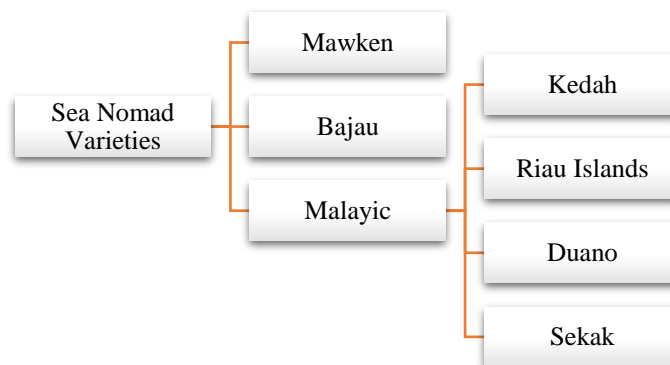 Sea Nomad
Varieties
Mawken
Bajau
Malayic
Kedah
Riau Islands
Duano
Sekak